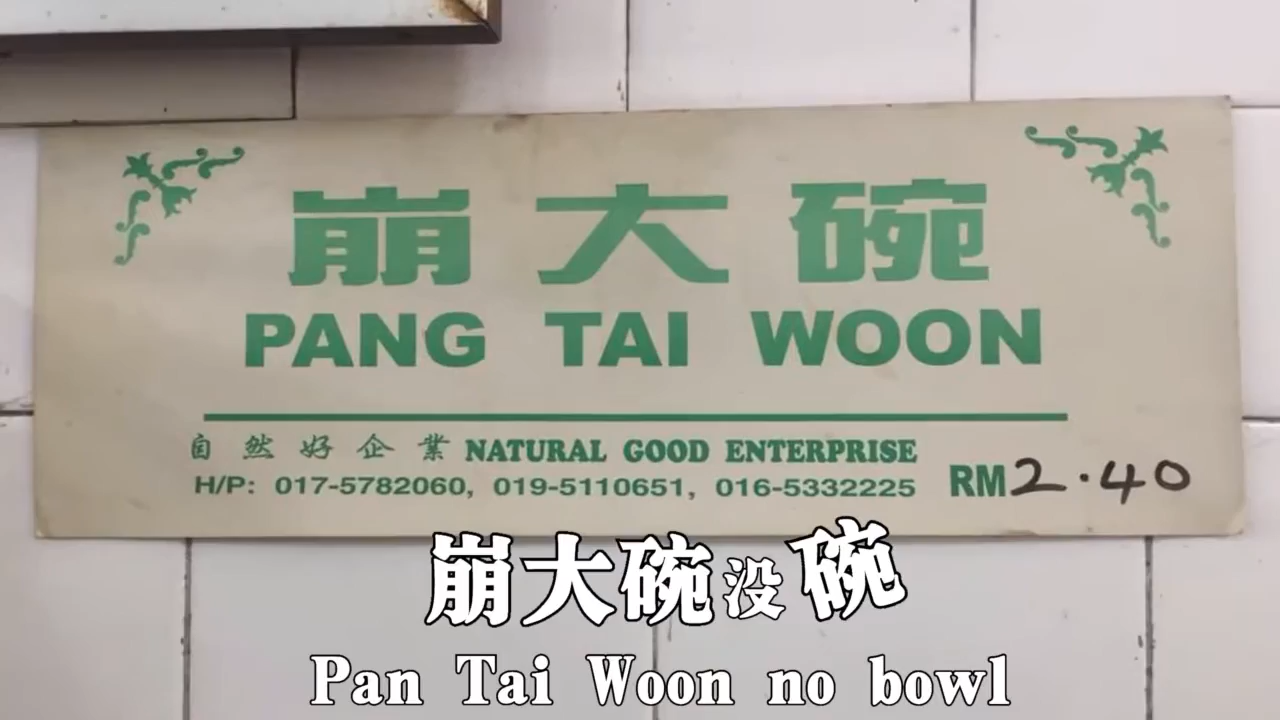 崩大碗
PANG TAI WOON
自然好企業 NATURAL GOOD ENTERPRISE
H/P: 017-5782060, 019-5110651, 016-5332225 RM2.40
崩大碗没碗
Pan Tai Woon no bowl